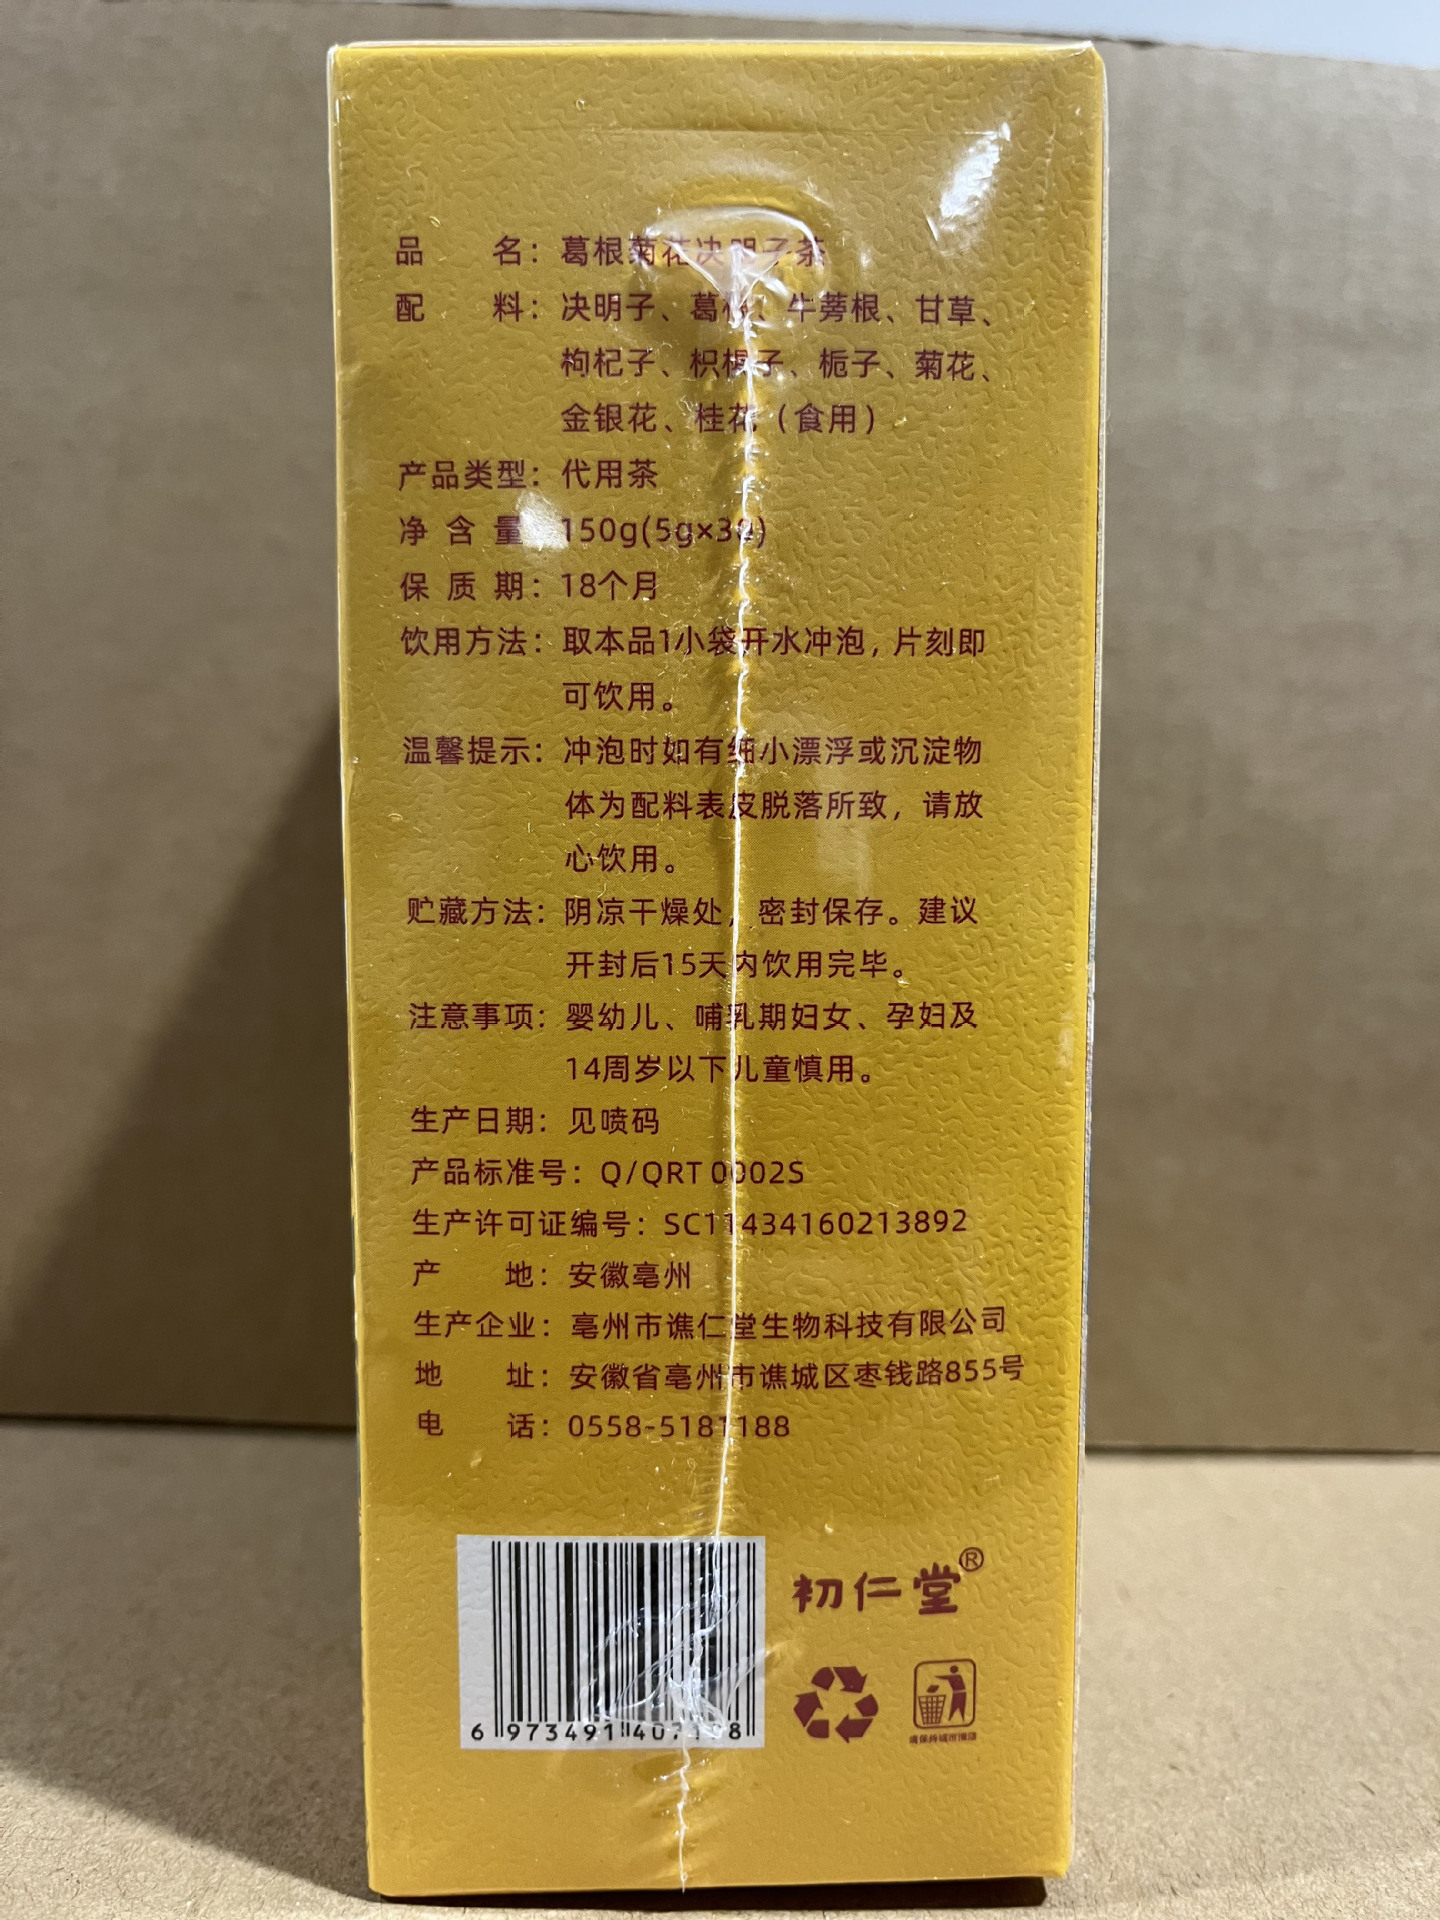 品名：葛根菊花决明子茶
配料：决明子、葛根、牛蒡根、甘草、
枸杞子、枳椇子、栀子、菊花、
金银花、桂花（食用）
产品类型：代用茶
净含量：150g(5g×30)
保质期：18个月
饮用方法：取本品1小袋开水冲泡，片刻即
可饮用。
温馨提示：冲泡时如有细小漂浮或沉淀物
体为配料表皮脱落所致，请放
心饮用。
贮藏方法：阴凉干燥处，密封保存。建议
开封后15天内饮用完毕。
注意事项：婴幼儿、哺乳期妇女、孕妇及
14周岁以下儿童慎用。
生产日期：见喷码
产品标准号：Q/QRT 0002S
生产许可证编号：SC11434160213892
产地：安徽亳州
生产企业：亳州市谯仁堂生物科技有限公司
地址：安徽省亳州市谯城区枣钱路855号
电话：0558-5181188
初仁堂®
6 973491